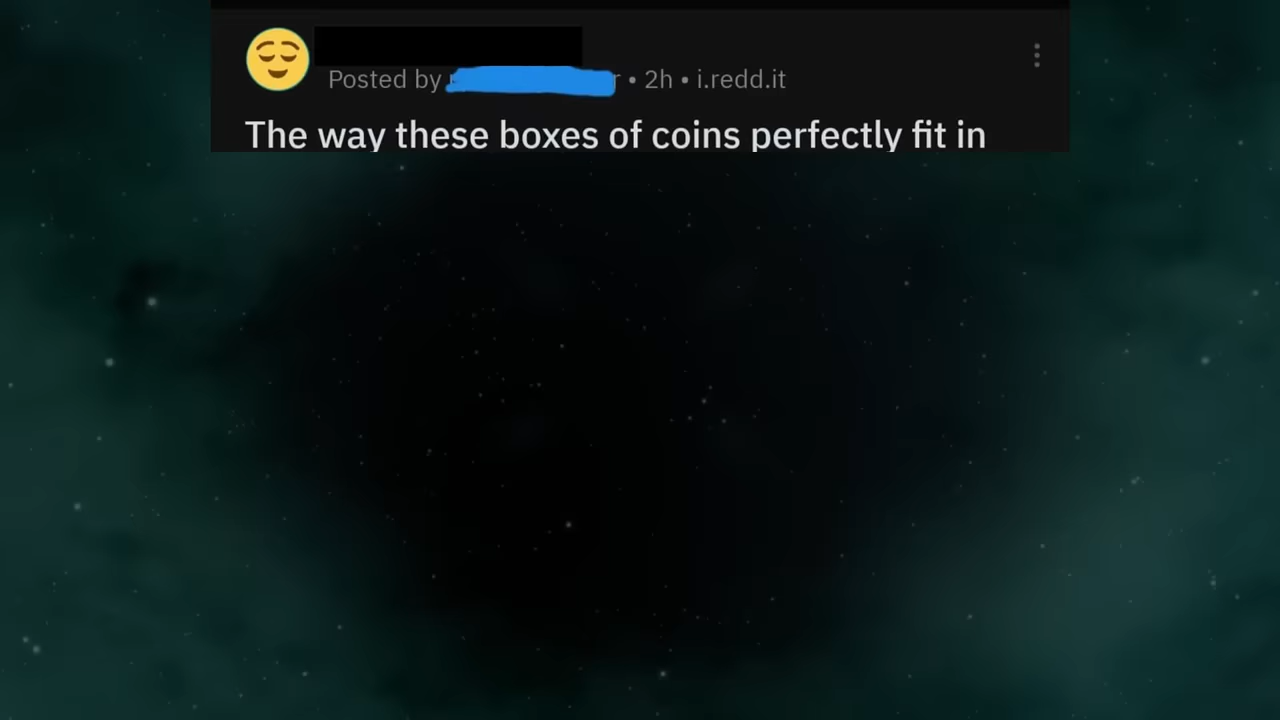 Posted by r • 2h • i.redd.it
The way these boxes of coins perfectly fit in